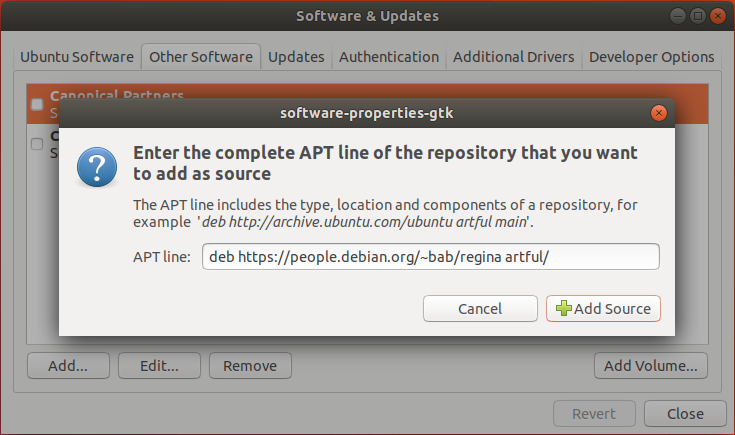 Software & Updates
Ubuntu Software Other Software Updates Authentication Additional Drivers Developer Options
Canonical Partners
software-properties-gtk
Enter the complete APT line of the repository that you want
to add as source
The APT line includes the type, location and components of a repository, for
example 'deb http://archive.ubuntu.com/ubuntu artful main'.
APT line: deb https://people.debian.org/~bab/regina artful/
Cancel Add Source
Add... Edit... Remove Add Volume...
Revert Close